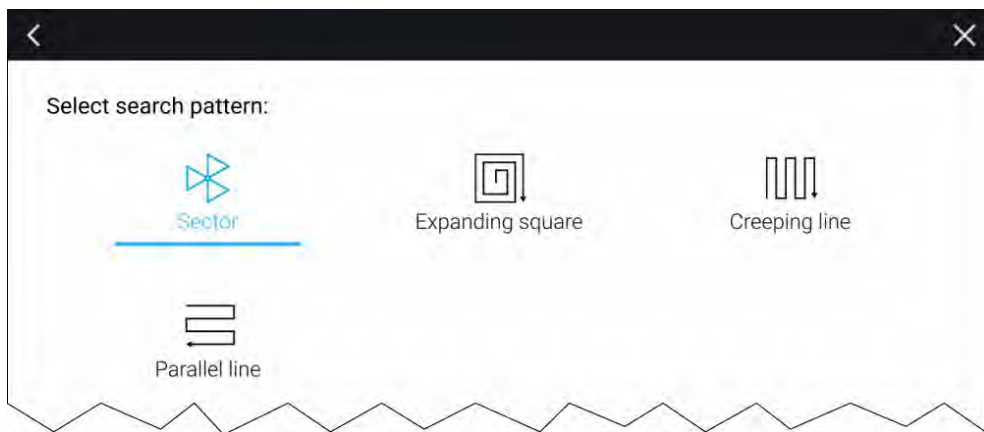 Select search pattern:
Sector
Expanding square
Creeping line
Parallel line